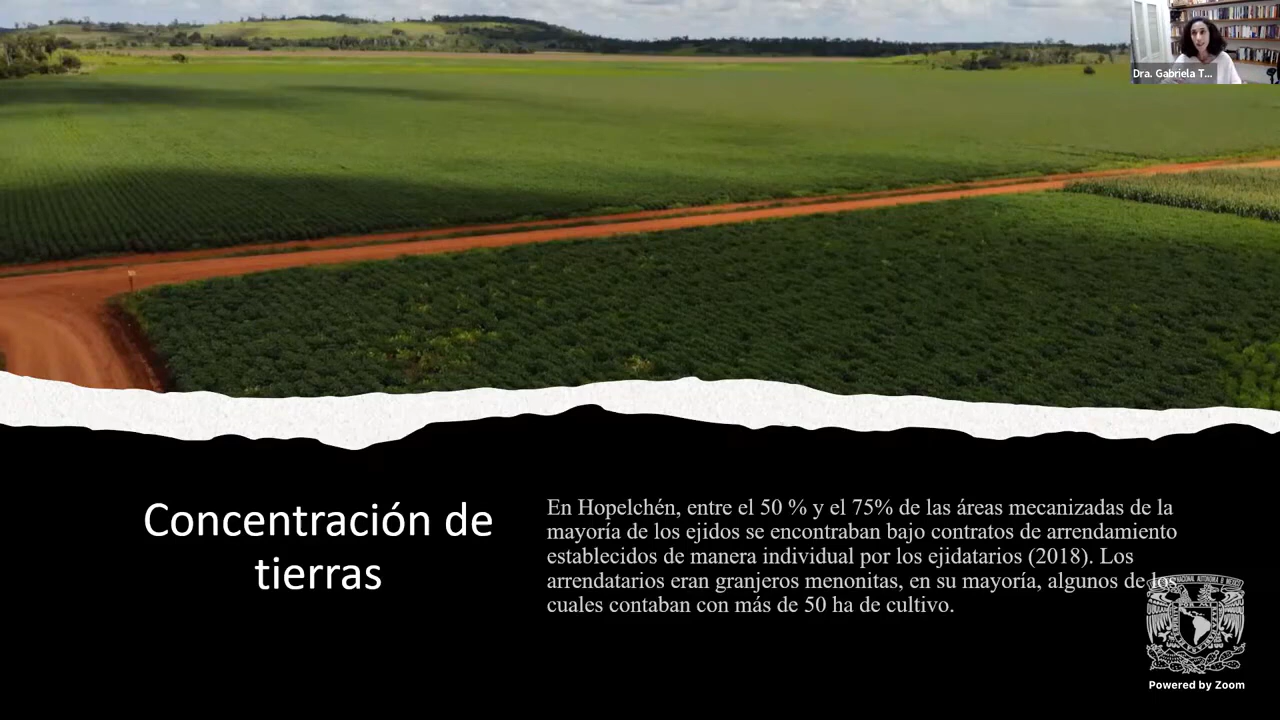 Dra. Gabriela T...
Concentración de
tierras
En Hopelchén, entre el 50 % y el 75% de las áreas mecanizadas de la
mayoría de los ejidos se encontraban bajo contratos de arrendamiento
establecidos de manera individual por los ejidatarios (2018). Los
arrendatarios eran granjeros menonitas, en su mayoría, algunos de los
cuales contaban con más de 50 ha de cultivo.
Powered by Zoom